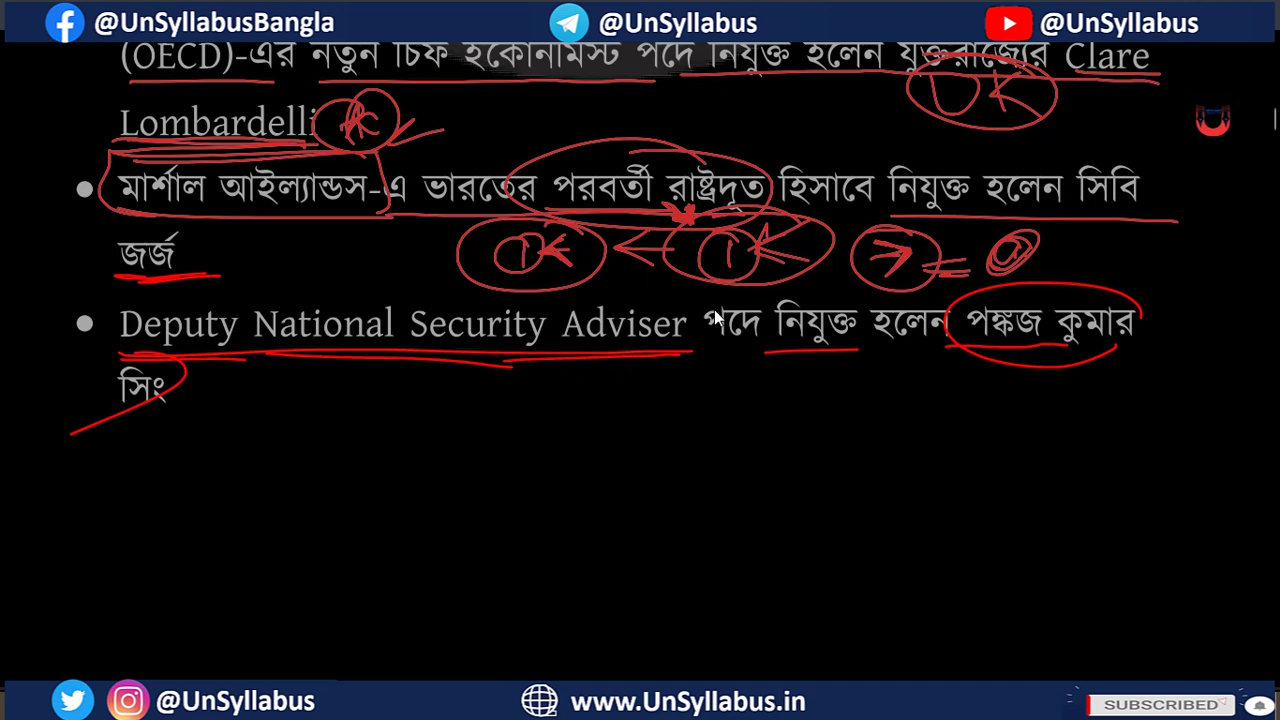 @UnSyllabusBangla @UnSyllabus @UnSyllabus
(OECD)-এর নতুন চিফ ইকোনমিস্ট পদে নিযুক্ত হলেন যুক্তরাজ্যের Clare
UK
Lombardelli
মার্শাল আইল্যান্ডস-এ ভারতের পরবর্তী রাষ্ট্রদূত হিসাবে নিযুক্ত হলেন সিবি
জর্জ
Deputy National Security Adviser পদে নিযুক্ত হলেন পঙ্কজ কুমার
সিং
@UnSyllabus www.UnSyllabus.in SUBSCRIBED